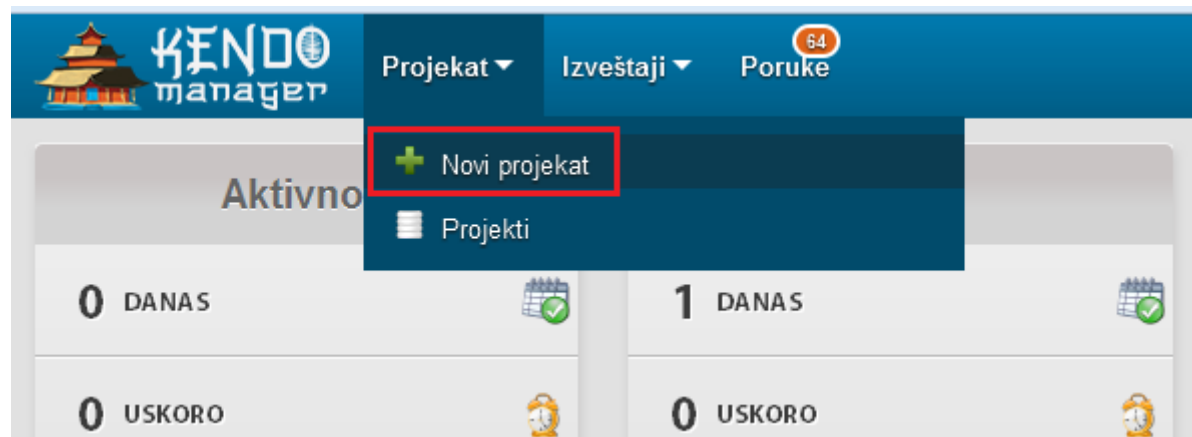 KENDO
manager
Projekat
Izveštaji
Poruke
64
Novi projekat
Projekti
Aktivno
0 DANAS
1 DANAS
0 USKORO
0 USKORO